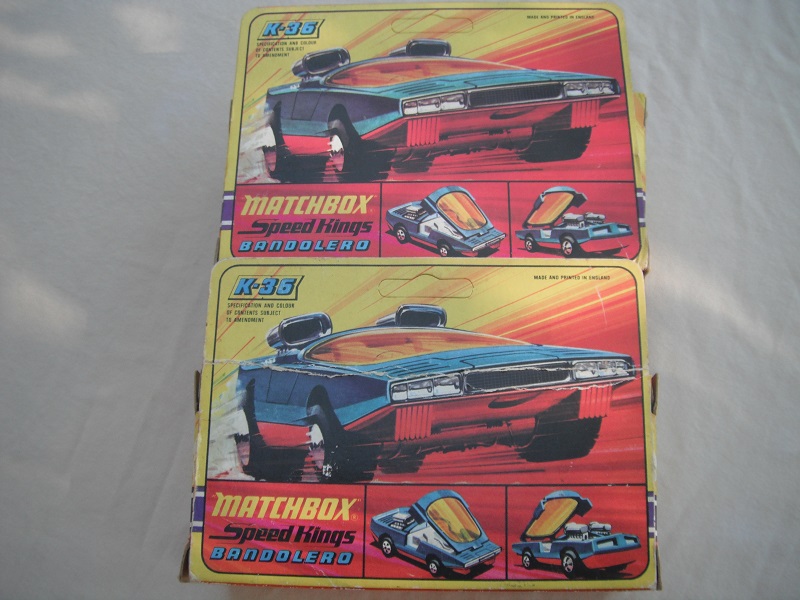 K-36
SPECIFICATION AND COLOUR
OF CONTENTS SUBJECT
TO AMENDMENT
MADE AND PRINTED IN ENGLAND
MATCHBOX
Speed Kings
BANDOLERO
K-36
SPECIFICATION AND COLOUR
OF CONTENTS SUBJECT
TO AMENDMENT
MADE AND PRINTED IN ENGLAND
MATCHBOX®
Speed Kings
BANDOLERO